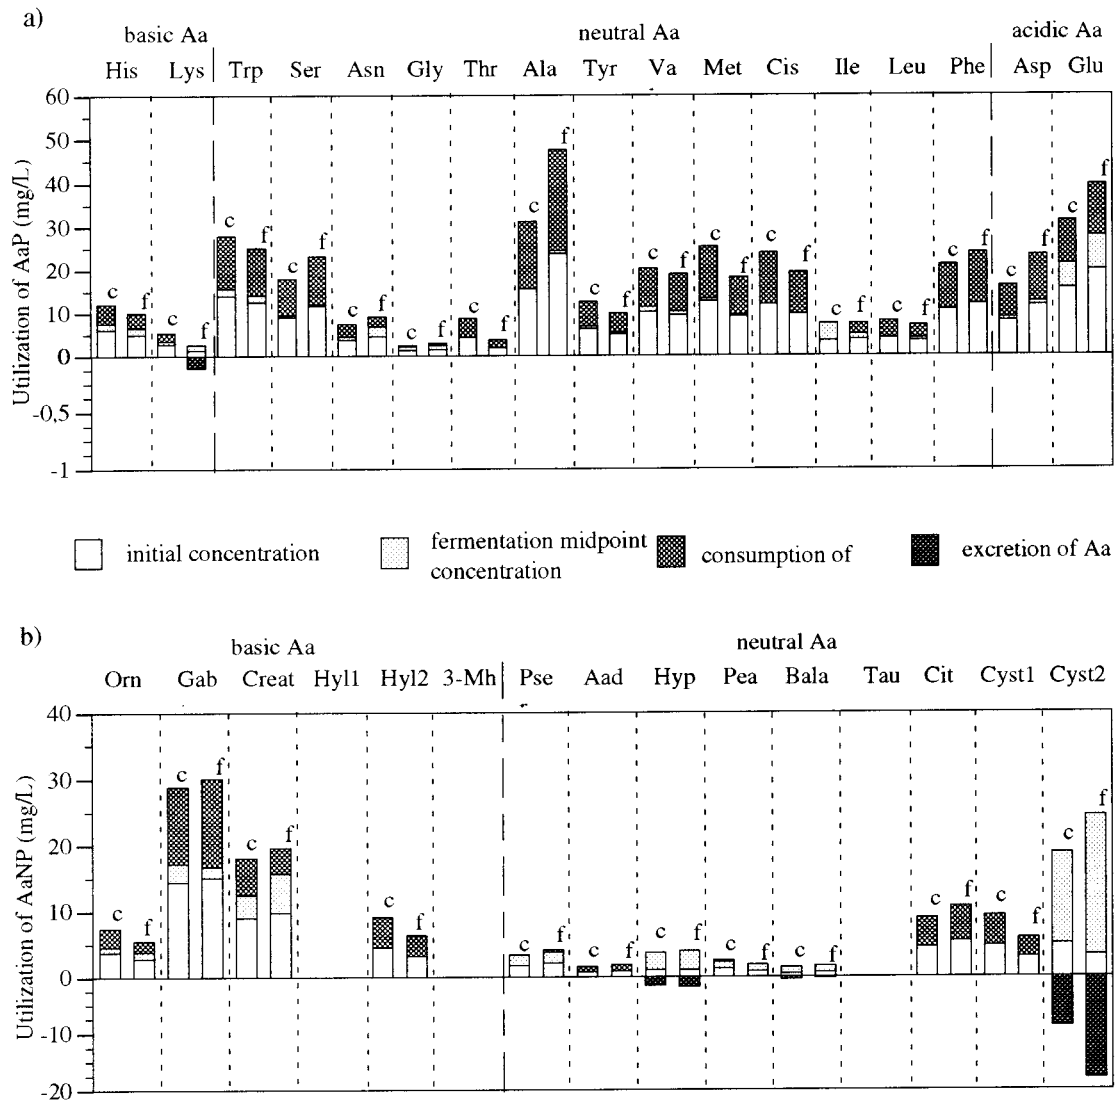 a)
basic Aa neutral Aa acidic Aa
His Lys Trp Ser Asn Gly Thr Ala Tyr Va Met Cis Ile Leu Phe Asp Glu
Utilization of AaP (mg/L)
60
50
40
30
20
10
0
-0,5
-1
c f c f c f c f c f c f c f c f c f c f c f c f c f c f c f c f c f
initial concentration
fermentation midpoint
concentration
consumption of
excretion of Aa
b)
basic Aa neutral Aa
Orn Gab Creat Hyl1 Hyl2 3-Mh Pse Aad Hyp Pea Bala Tau Cit Cyst1 Cyst2
Utilization of AaNP (mg/L)
40
30
20
10
0
-10
-20
c f c f c f c f c f c f c f c f c f c f c f c f